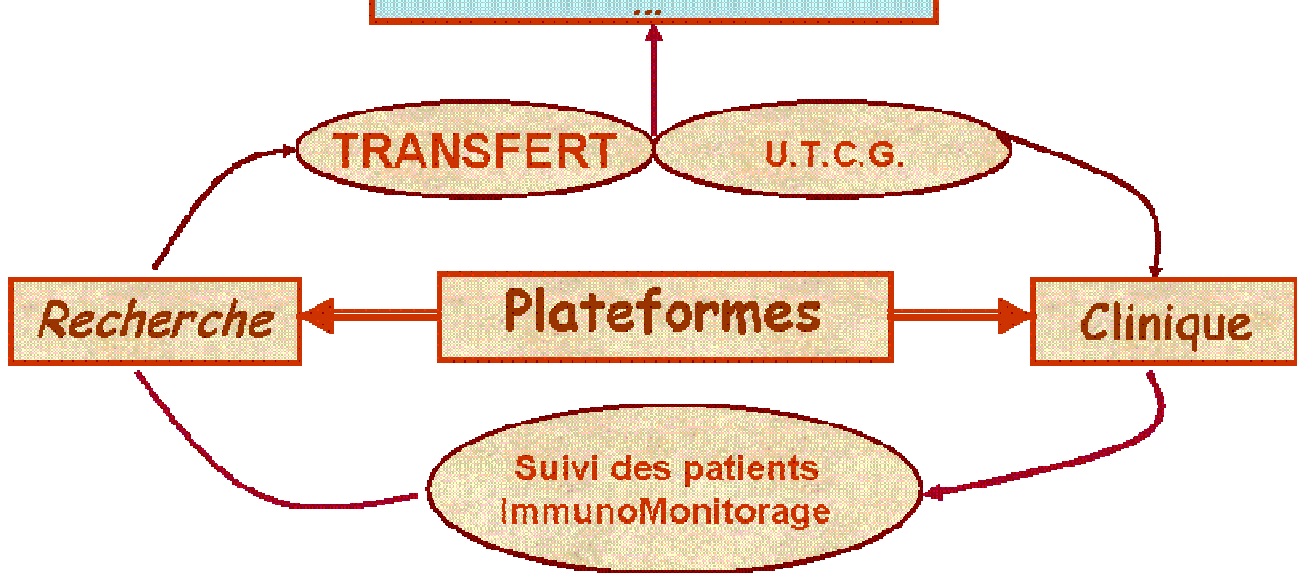 ...
TRANSFERT
U.T.C.G.
Recherche
Plateformes
Clinique
Suivi des patients
ImmunoMonitorage